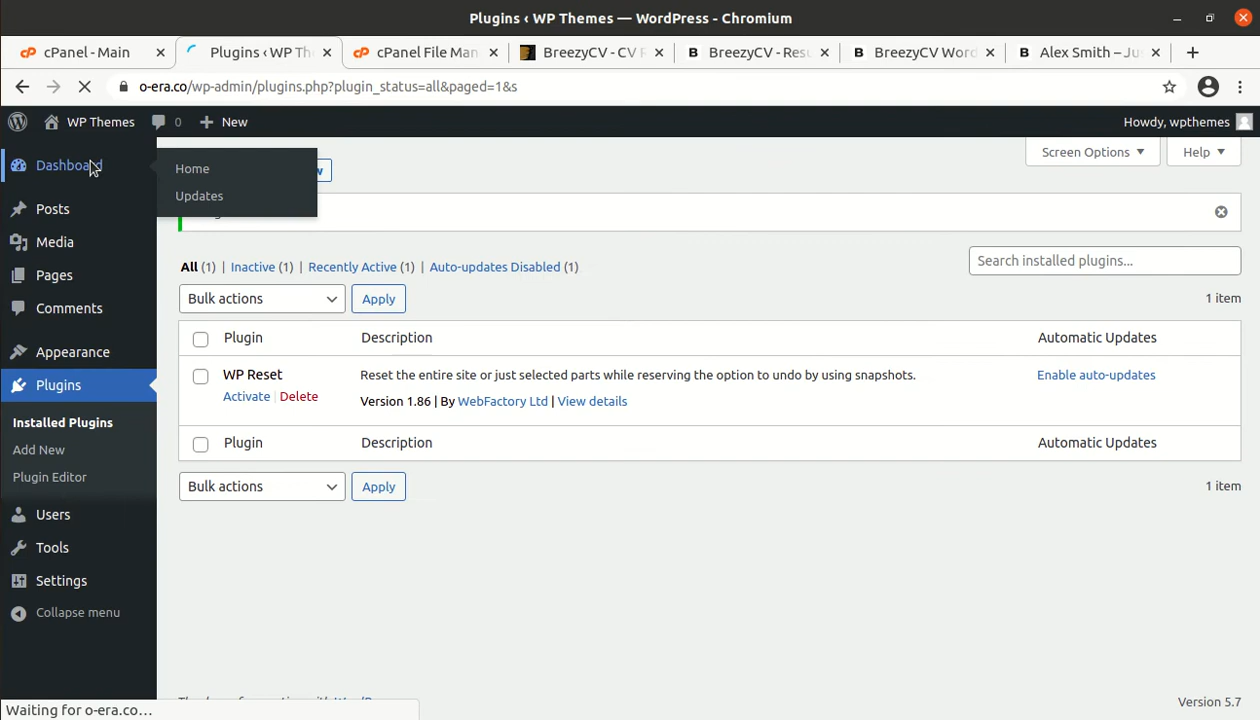 Plugins ‹ WP Themes — WordPress - Chromium
cPanel - Main
Plugins ‹ WP Th
cPanel File Man
BreezyCV - CV R
BreezyCV - Resu
BreezyCV Word
Alex Smith – Ju
o-era.co/wp-admin/plugins.php?plugin_status=all&paged=1&s
WP Themes
0
New
Howdy, wpthemes
Dashboard
Home
Updates
Screen Options
Help
Posts
Media
Pages
Comments
Appearance
Plugins
Installed Plugins
Add New
Plugin Editor
Users
Tools
Settings
Collapse menu
All (1) | Inactive (1) | Recently Active (1) | Auto-updates Disabled (1)
Search installed plugins...
Bulk actions
Apply
1 item
Plugin
Description
Automatic Updates
WP Reset
Reset the entire site or just selected parts while reserving the option to undo by using snapshots.
Enable auto-updates
Activate | Delete
Version 1.86 | By WebFactory Ltd | View details
Plugin
Description
Automatic Updates
Bulk actions
Apply
1 item
Version 5.7
Waiting for o-era.co...